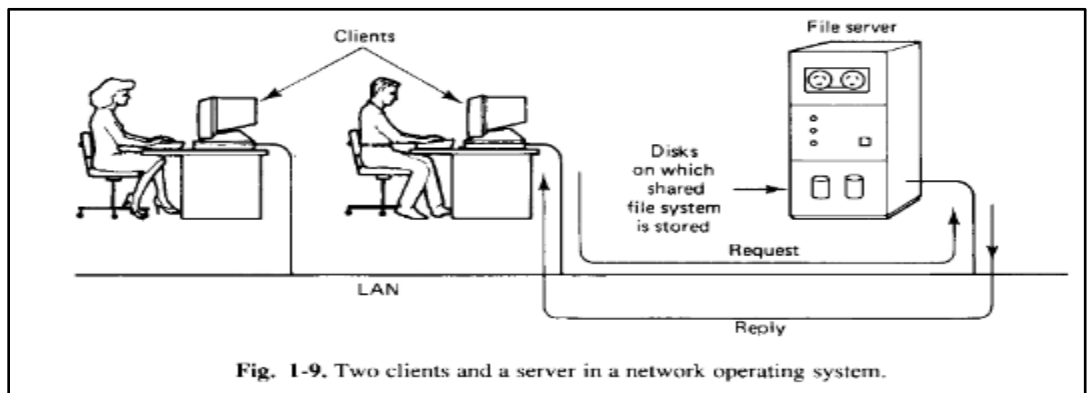 Clients
File server
Disks
on which
shared
file system
is stored
Request
LAN
Reply
Fig. 1-9. Two clients and a server in a network operating system.